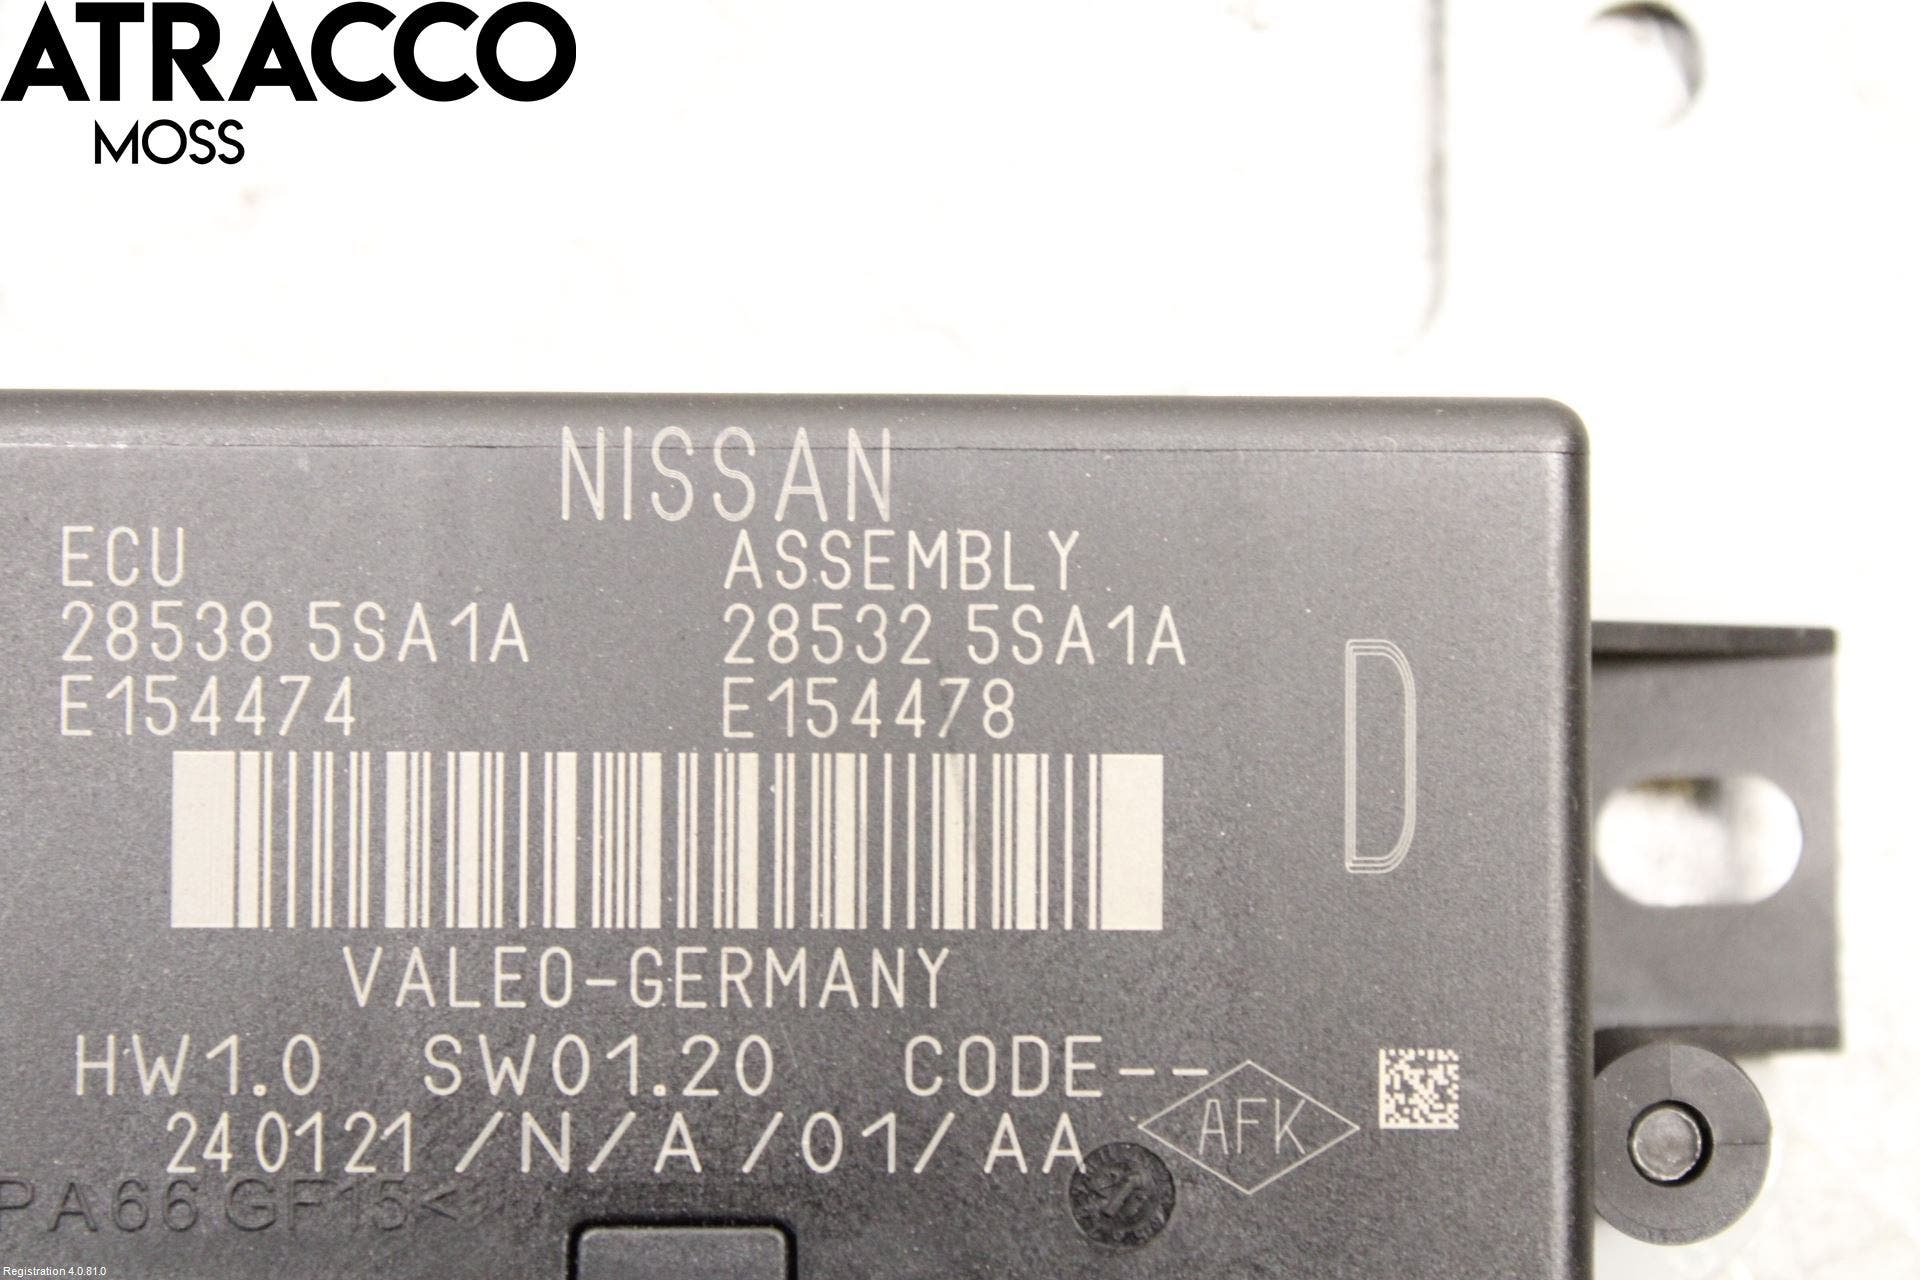 ATRACCO
MOSS
NISSAN
ECU
28538 5SA1A
E154474
ASSEMBLY
28532 5SA1A
E154478
D
VALEO-GERMANY
HW1.0 SW01.20 CODE--
240121 /N/A /01/AA
AFK
PA66 GF15<
Registration 4.0.81.0